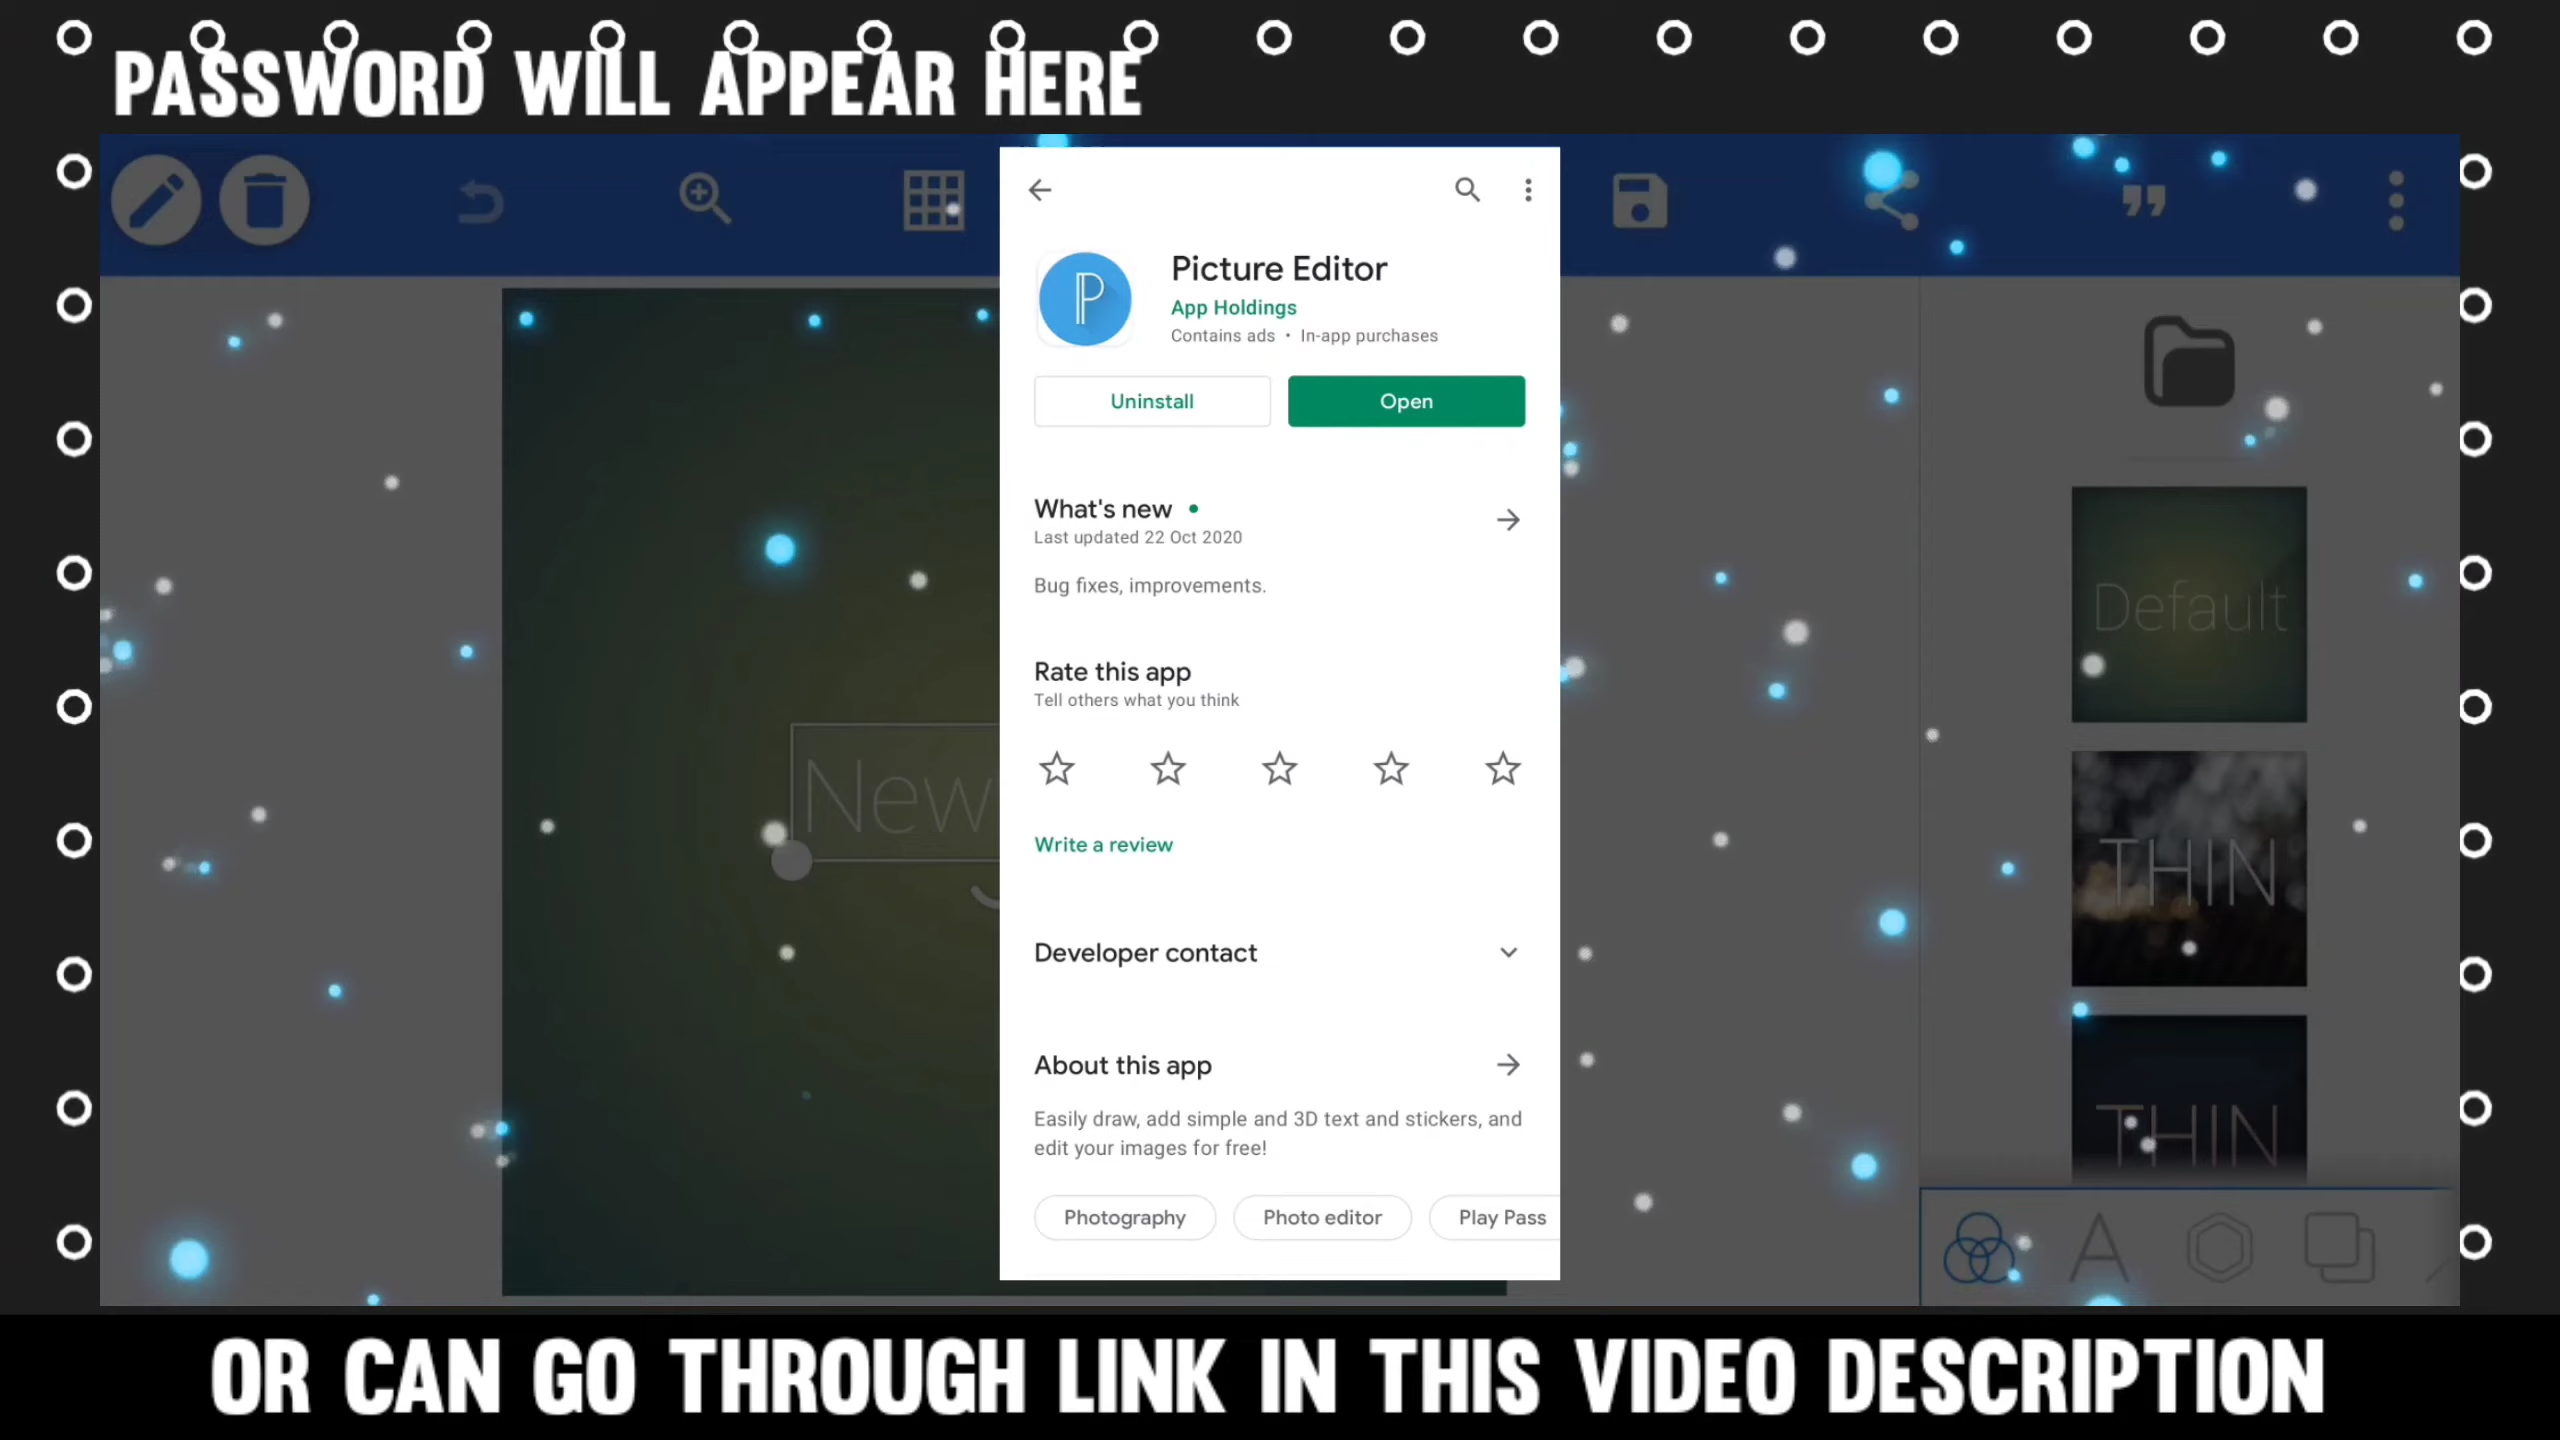 PASSWORD WILL APPEAR HERE
Picture Editor
App Holdings
Contains ads • In-app purchases
Uninstall
Open
What's new •
Last updated 22 Oct 2020
Bug fixes, improvements.
Rate this app
Tell others what you think
Write a review
Developer contact
About this app
Easily draw, add simple and 3D text and stickers, and
edit your images for free!
Photography
Photo editor
Play Pass
New
Default
THIN
THIN
A
OR CAN GO THROUGH LINK IN THIS VIDEO DESCRIPTION